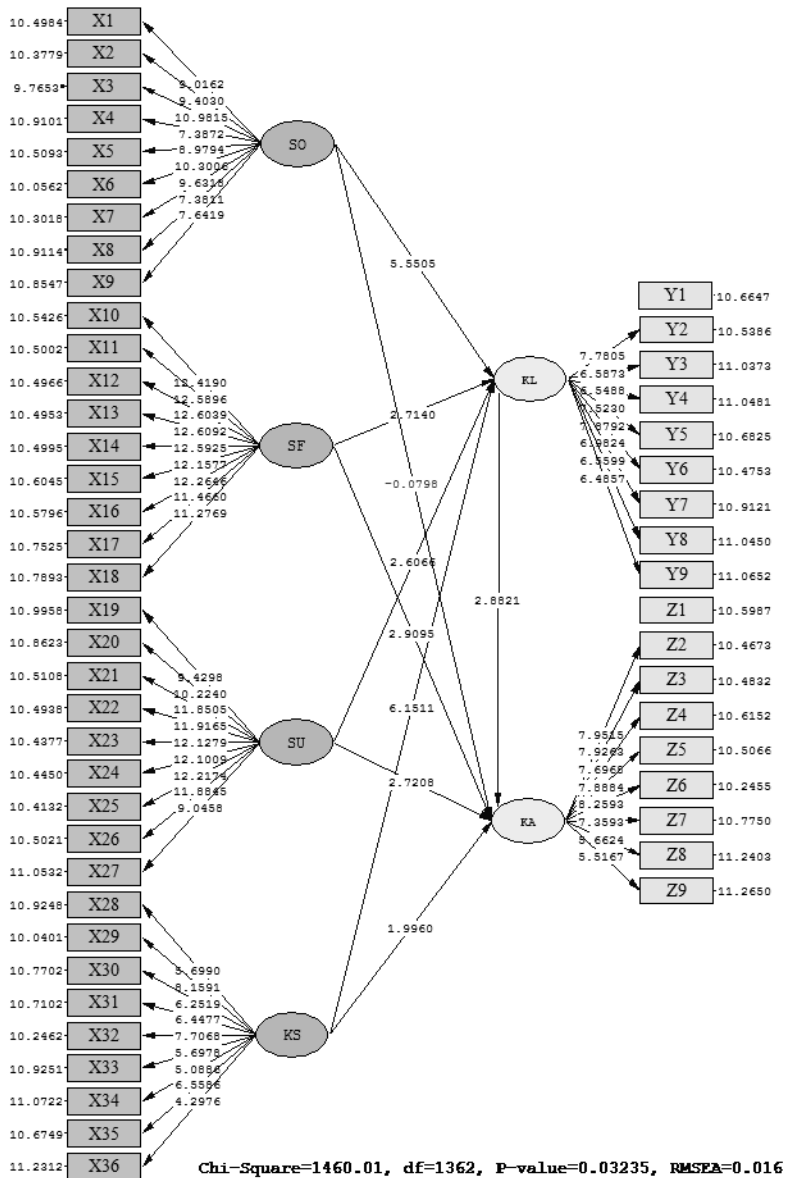 10.4984 X1
10.3779 X2
9.7653 X3
10.9101 X4
10.5093 X5
10.0562 X6
10.3018 X7
10.9114 X8
10.8547 X9
10.5426 X10
10.5002 X11
10.4966 X12
10.4953 X13
10.4995 X14
10.6045 X15
10.5796 X16
10.7525 X17
10.7893 X18
10.9958 X19
10.8623 X20
10.5108 X21
10.4938 X22
10.4377 X23
10.4450 X24
10.4132 X25
10.5021 X26
11.0532 X27
10.9248 X28
10.0401 X29
10.7702 X30
10.7102 X31
10.2462 X32
10.9251 X33
11.0722 X34
10.6749 X35
11.2312 X36
9.0162
9.4030
10.9815
7.3872
8.9794
10.3006
9.6318
7.3811
7.6419
SO
12.4190
12.5896
12.6039
12.6092
12.5925
12.1577
12.2646
11.4660
11.2769
SF
9.4298
10.2240
11.8505
11.9165
12.1279
12.1009
12.2174
11.8845
9.0458
SU
5.6990
8.1591
6.2519
6.4477
7.7068
5.6978
5.0886
6.5586
4.2976
KS
5.5505
2.7140
-0.0798
2.6066
2.9095
2.8821
6.1511
2.7208
1.9960
KL
KA
7.7805
6.5873
6.5488
7.5230
7.8792
6.9824
6.5599
6.4857
7.9515
7.9263
7.6968
7.8884
8.2593
7.3593
5.6624
5.5167
Y1 10.6647
Y2 10.5386
Y3 11.0373
Y4 11.0481
Y5 10.6825
Y6 10.4753
Y7 10.9121
Y8 11.0450
Y9 11.0652
Z1 10.5987
Z2 10.4673
Z3 10.4832
Z4 10.6152
Z5 10.5066
Z6 10.2455
Z7 10.7750
Z8 11.2403
Z9 11.2650
Chi-Square=1460.01, df=1362, P-value=0.03235, RMSEA=0.016